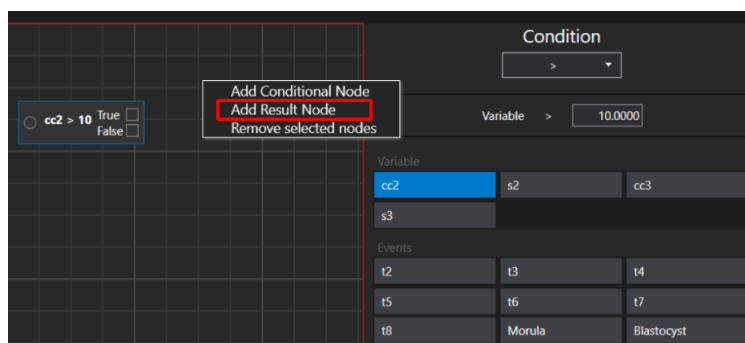 Condition
>
Add Conditional Node
Add Result Node
Remove selected nodes
cc2 > 10 True
False
Variable > 10.0000
Variable
cc2 s2 cc3
s3
Events
t2 t3 t4
t5 t6 t7
t8 Morula Blastocyst